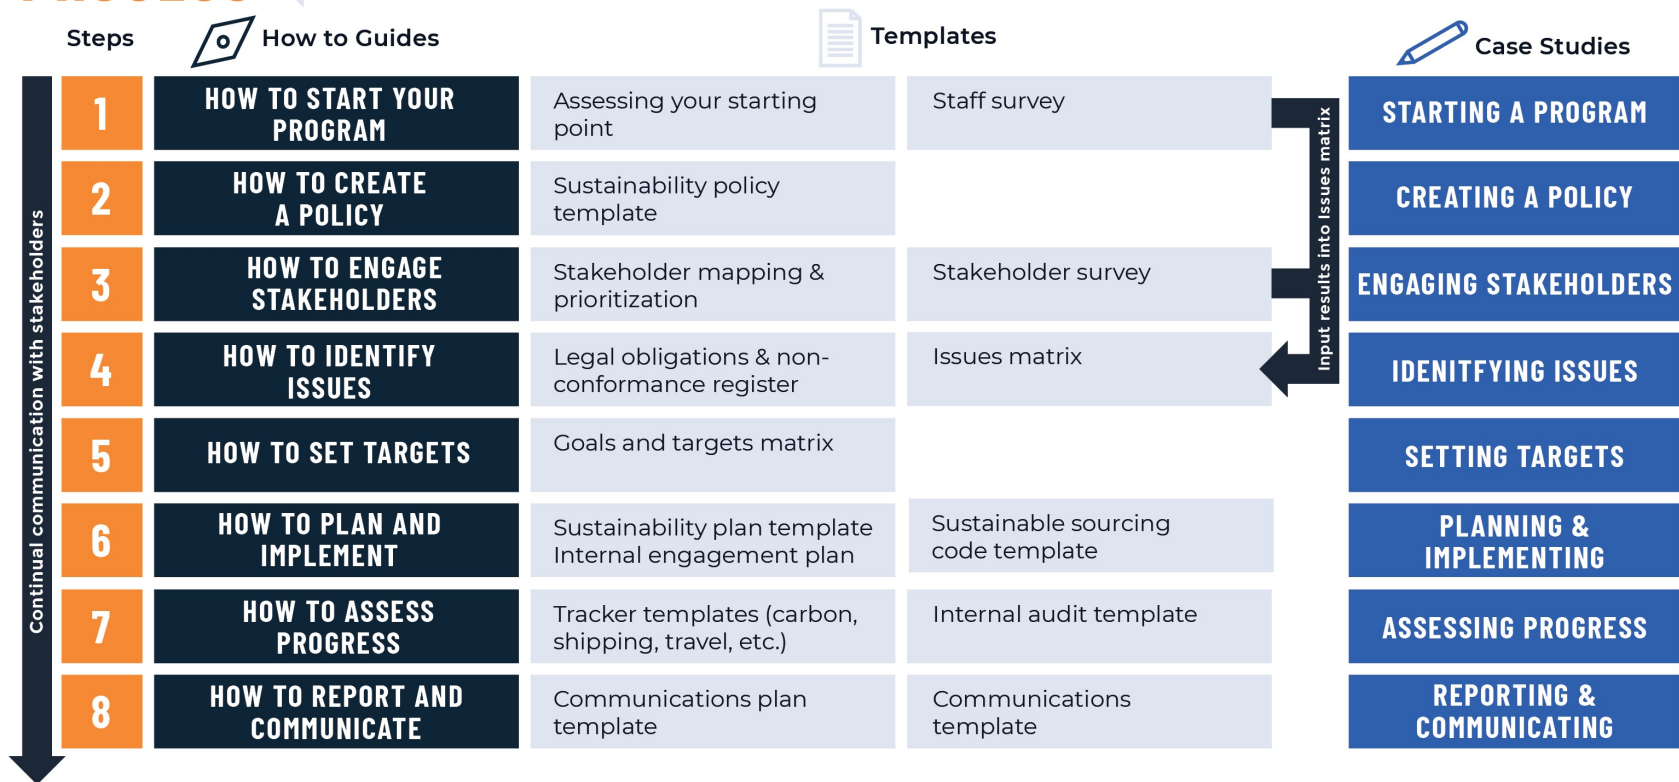 Steps
How to Guides
Templates
Case Studies
Continual communication with stakeholders
1
HOW TO START YOUR
PROGRAM
Assessing your starting
point
Staff survey
STARTING A PROGRAM
2
HOW TO CREATE
A POLICY
Sustainability policy
template
CREATING A POLICY
3
HOW TO ENGAGE
STAKEHOLDERS
Stakeholder mapping &
prioritization
Stakeholder survey
ENGAGING STAKEHOLDERS
Input results into Issues matrix
4
HOW TO IDENTIFY
ISSUES
Legal obligations & non-
conformance register
Issues matrix
IDENITFYING ISSUES
5
HOW TO SET TARGETS
Goals and targets matrix
SETTING TARGETS
6
HOW TO PLAN AND
IMPLEMENT
Sustainability plan template
Internal engagement plan
Sustainable sourcing
code template
PLANNING &
IMPLEMENTING
7
HOW TO ASSESS
PROGRESS
Tracker templates (carbon,
shipping, travel, etc.)
Internal audit template
ASSESSING PROGRESS
8
HOW TO REPORT AND
COMMUNICATE
Communications plan
template
Communications
template
REPORTING &
COMMUNICATING